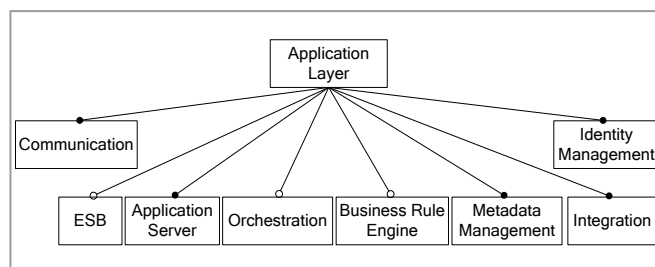 Application
Layer
Communication
Identity
Management
ESB
Application
Server
Orchestration
Business Rule
Engine
Metadata
Management
Integration